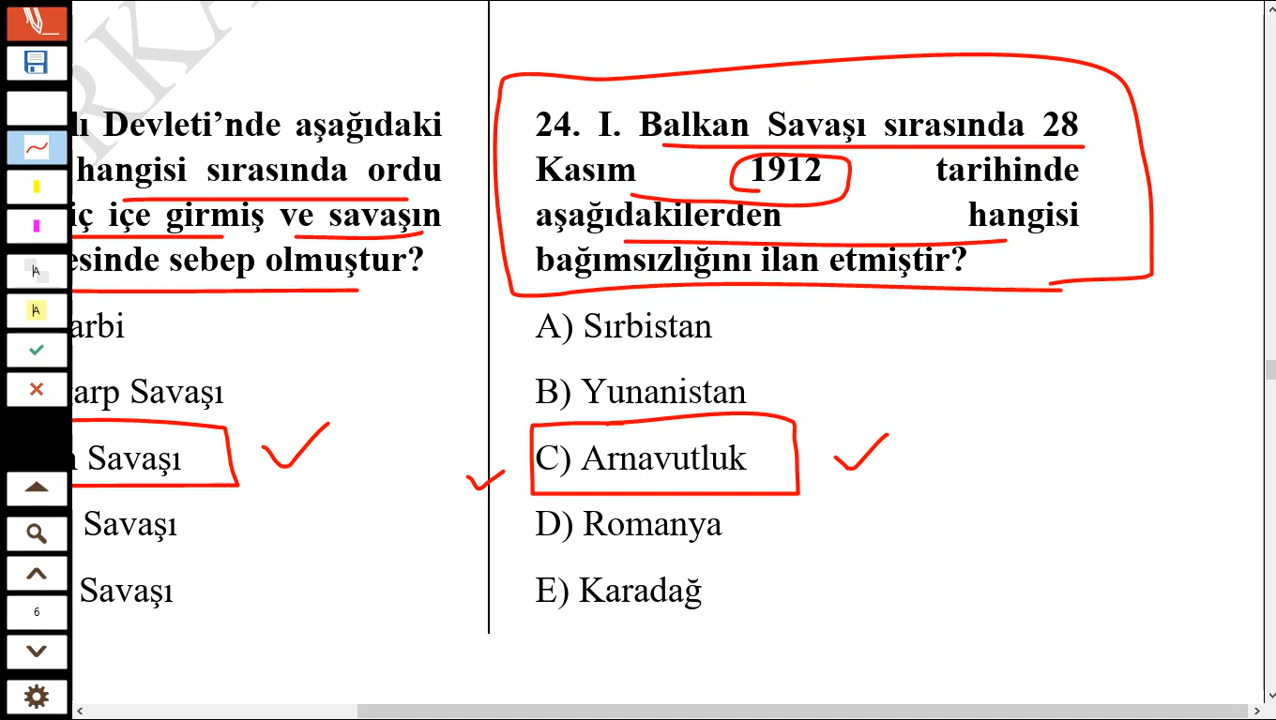 RKA
ı Devleti’nde aşağıdaki
hangisi sırasında ordu
iç içe girmiş ve savaşın
esinde sebep olmuştur?
arbi
arp Savaşı
n Savaşı
Savaşı
Savaşı
24. I. Balkan Savaşı sırasında 28
Kasım 1912 tarihinde
aşağıdakilerden hangisi
bağımsızlığını ilan etmiştir?
A) Sırbistan
B) Yunanistan
C) Arnavutluk
D) Romanya
E) Karadağ
A
A
6